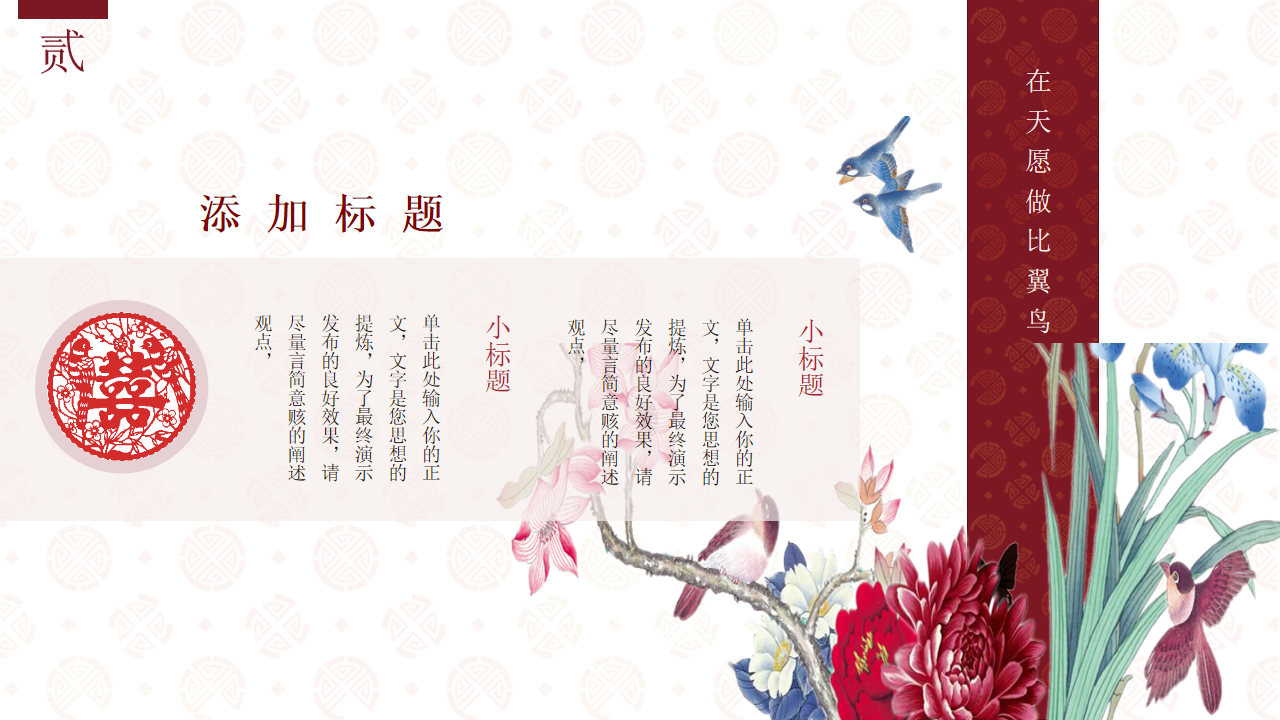 贰
添加标题
在天愿做比翼鸟
小标题
单击此处输入你的正
文，文字是您思想的
提炼，为了最终演示
发布的良好效果，请
尽量言简意赅的阐述
观点，
小标题
单击此处输入你的正
文，文字是您思想的
提炼，为了最终演示
发布的良好效果，请
尽量言简意赅的阐述
观点，
囍